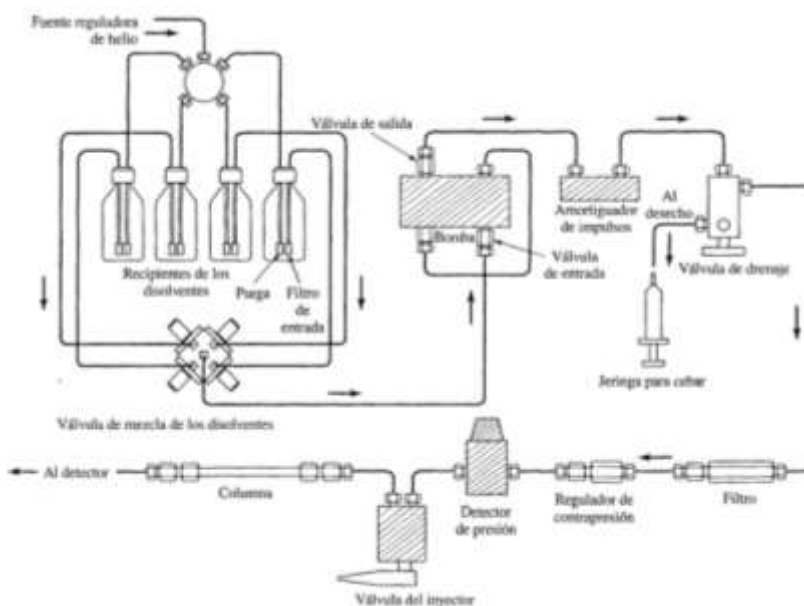 Fuente reguladora
de helio
Válvula de salida
Bomba
Válvula
de entrada
Amortiguador
de impulsos
Al
desecho
Válvula de drenaje
Jeringa para cebar
Recipientes de los
disolventes
Puega
Filtro
de
entrada
Válvula de mezcla de los disolventes
Al detector
Columna
Válvula del inyector
Detector
de presión
Regulador de
contrapresión
Filtro